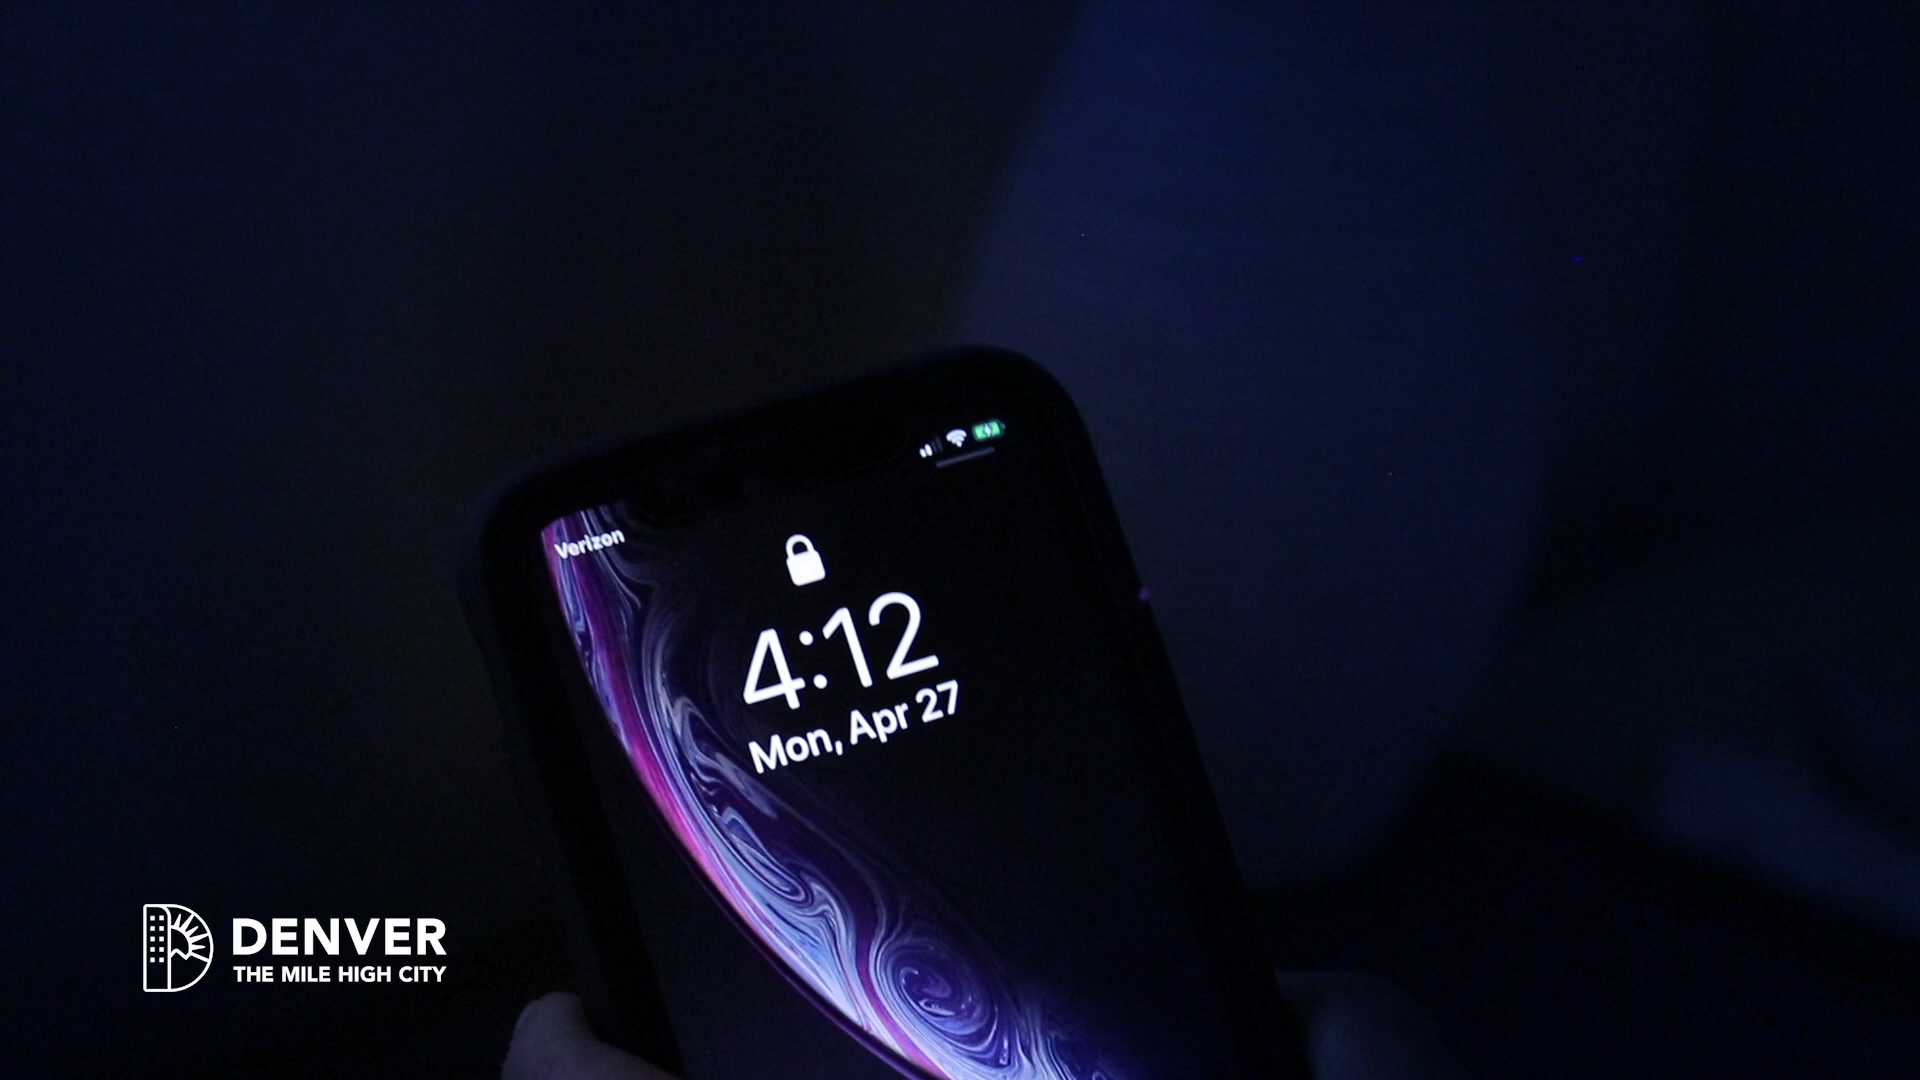 Verizon
4:12
Mon, Apr 27
DENVER
THE MILE HIGH CITY